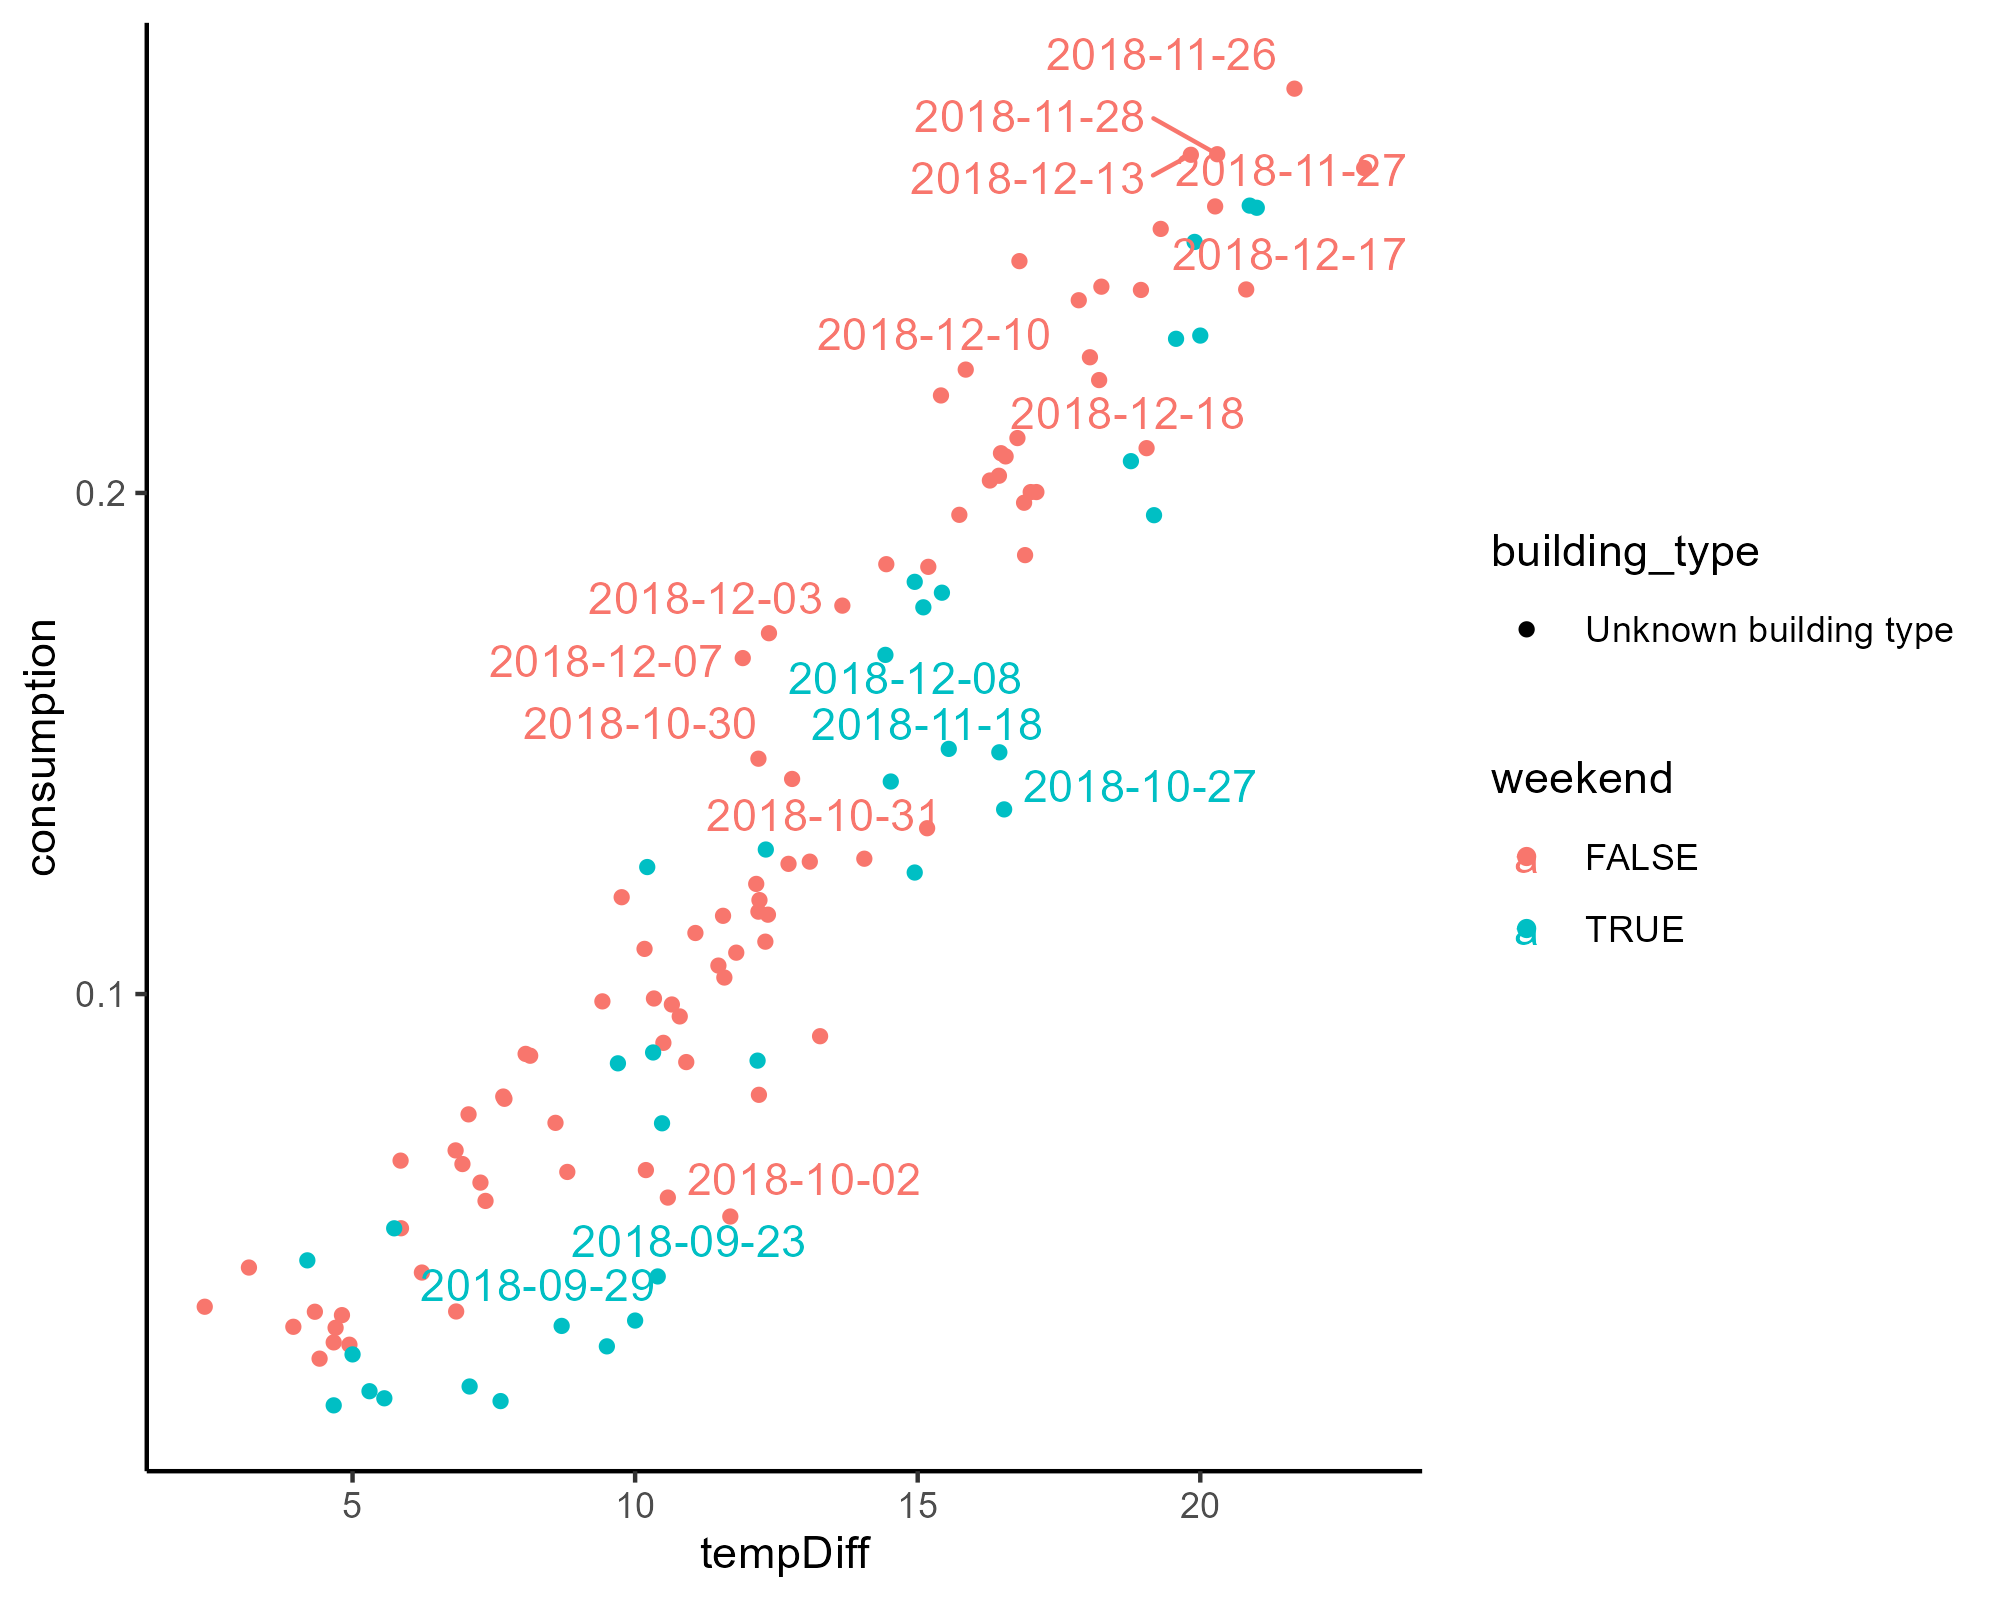 2018-11-26
2018-11-28
2018-11-27
2018-12-13
2018-12-17
2018-12-10
2018-12-18
0.2
2018-12-03
2018-12-07
2018-12-08
2018-10-30
2018-11-18
2018-10-27
2018-10-31
0.1
2018-10-02
2018-09-23
2018-09-29
consumption
5 10 15 20
tempDiff
building_type
Unknown building type
weekend
a FALSE
a TRUE